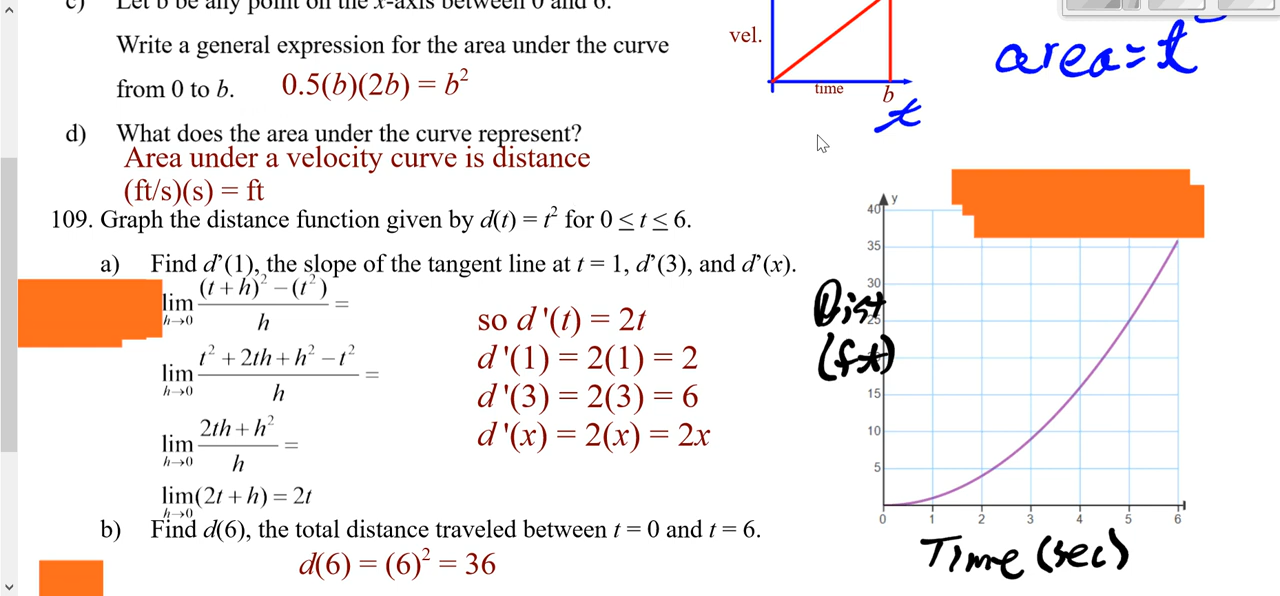 c) Let b be any point on the x-axis between 0 and 6.
Write a general expression for the area under the curve
from 0 to b. 0.5(b)(2b) = b²
d) What does the area under the curve represent?
Area under a velocity curve is distance
(ft/s)(s) = ft
vel.
time
b
t
area = t²
109. Graph the distance function given by d(t) = t² for 0 ≤ t ≤ 6.
a) Find d’(1), the slope of the tangent line at t = 1, d’(3), and d’(x).
lim h→0 ((t + h)² − (t²))/h =
lim h→0 (t² + 2th + h² − t²)/h =
lim h→0 (2th + h²)/h =
lim h→0 (2t + h) = 2t
so d '(t) = 2t
d '(1) = 2(1) = 2
d '(3) = 2(3) = 6
d '(x) = 2(x) = 2x
b) Find d(6), the total distance traveled between t = 0 and t = 6.
d(6) = (6)² = 36
y
40
35
30
25
15
10
5
0 1 2 3 4 5 6
Dist
(ft)
Time (sec)